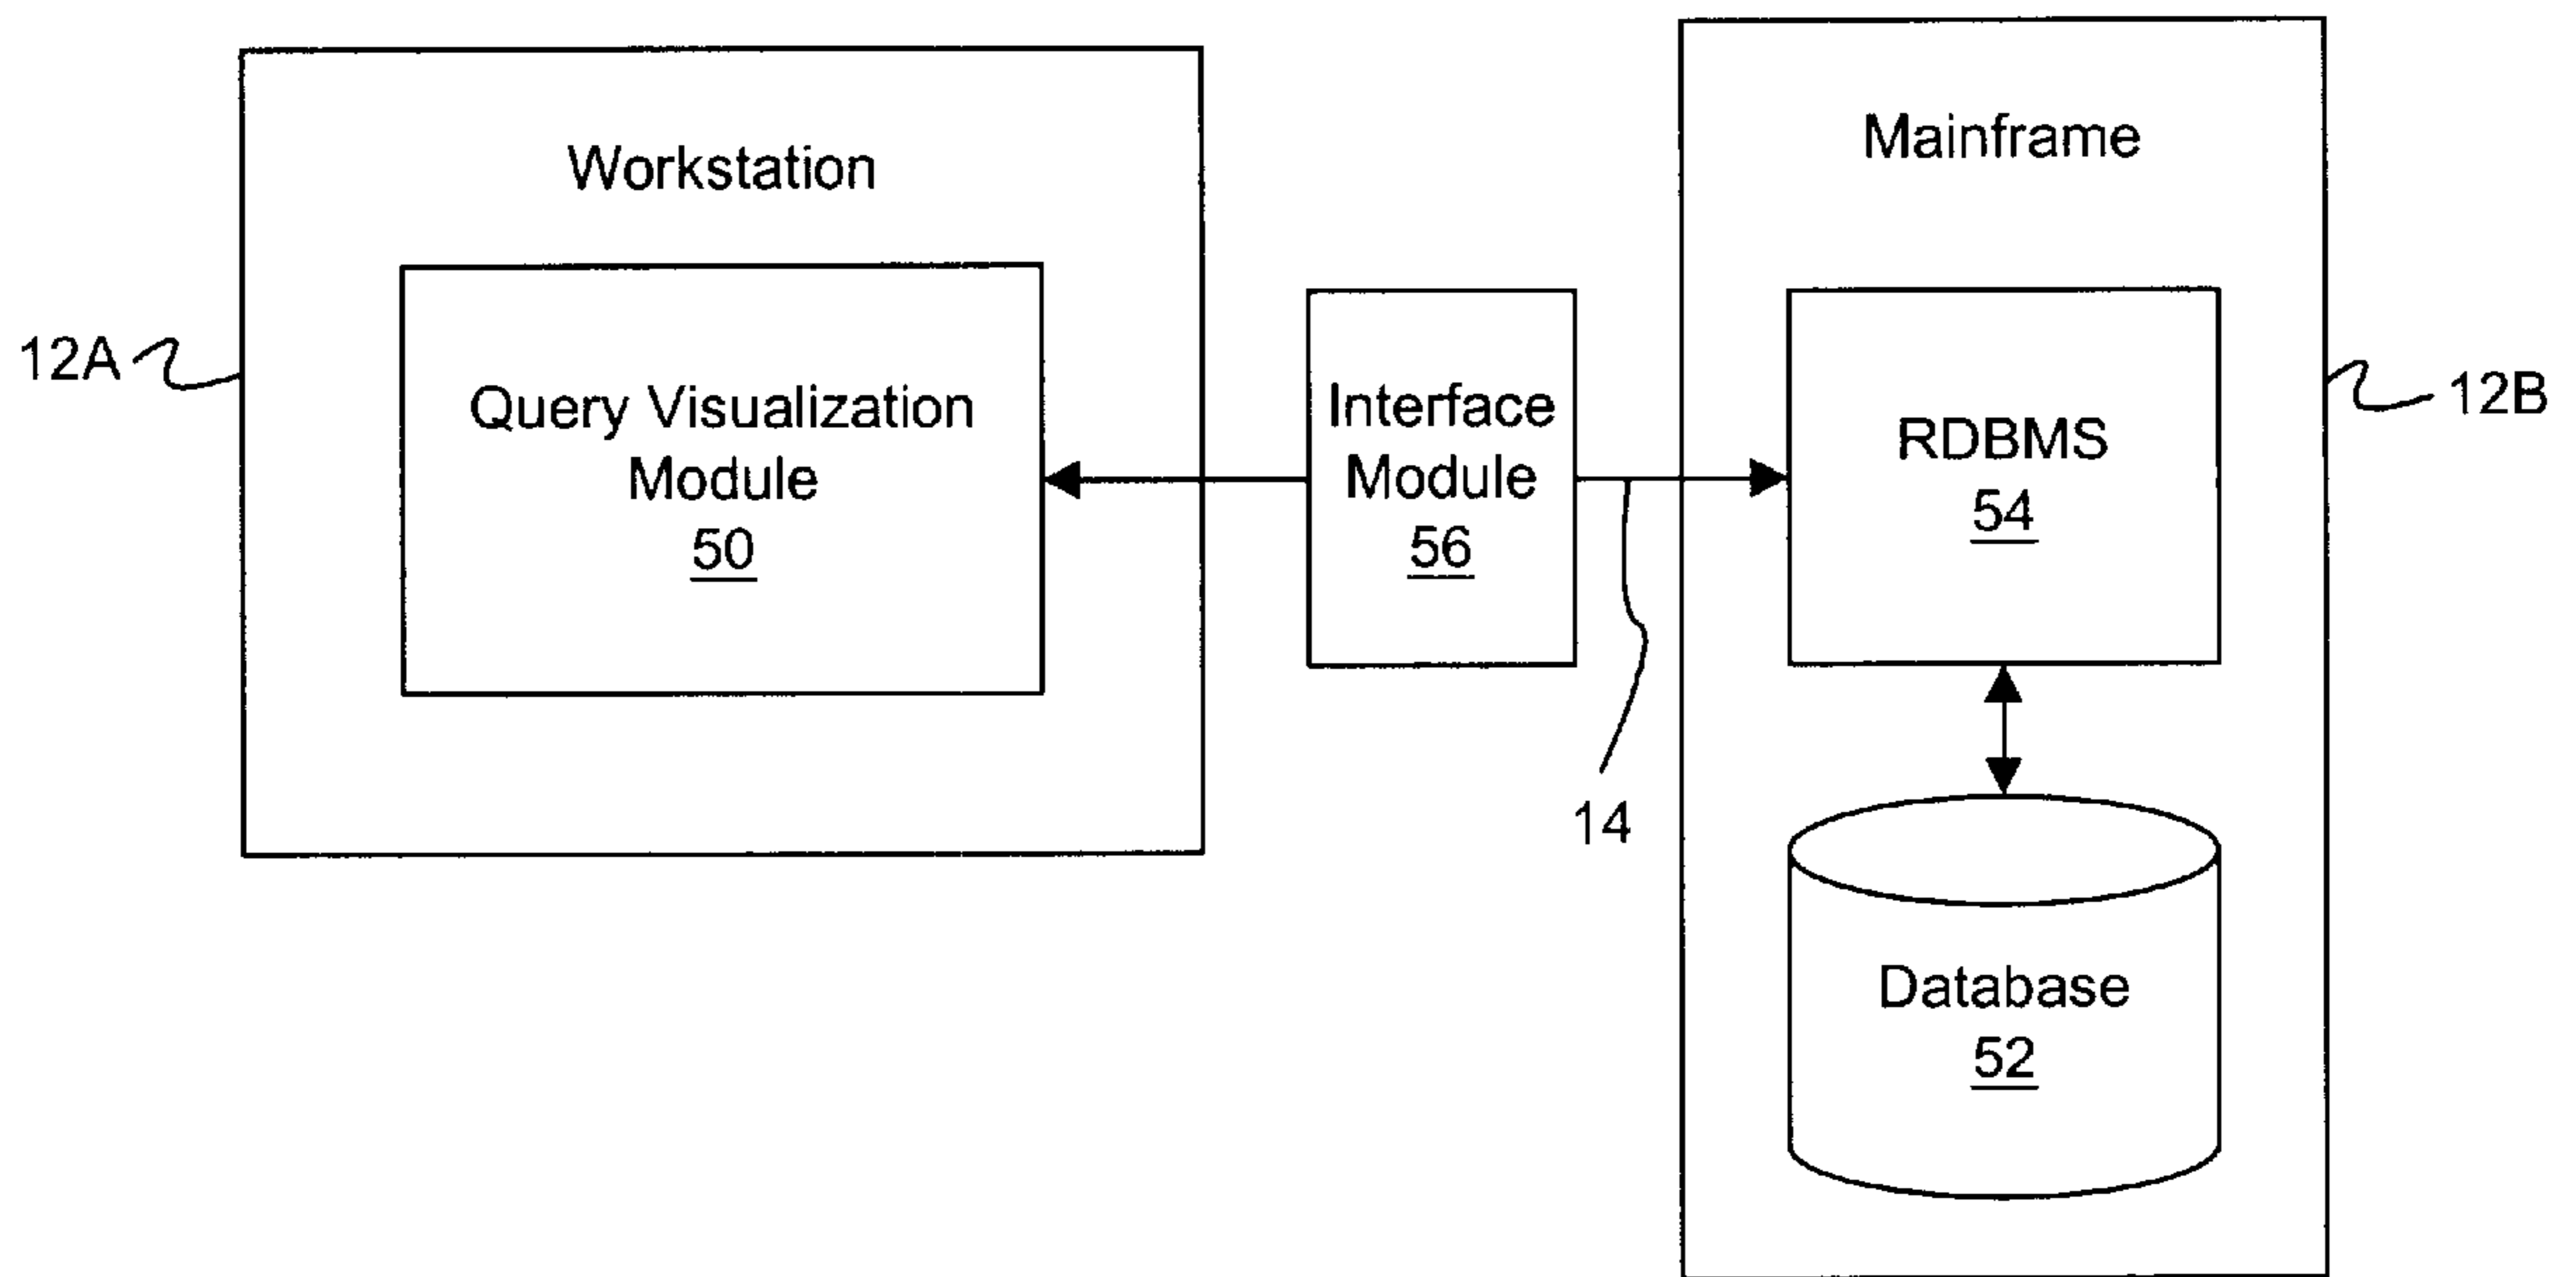 Workstation
Mainframe
12A
Query Visualization
Module
50
Interface
Module
56
RDBMS
54
12B
14
Database
52